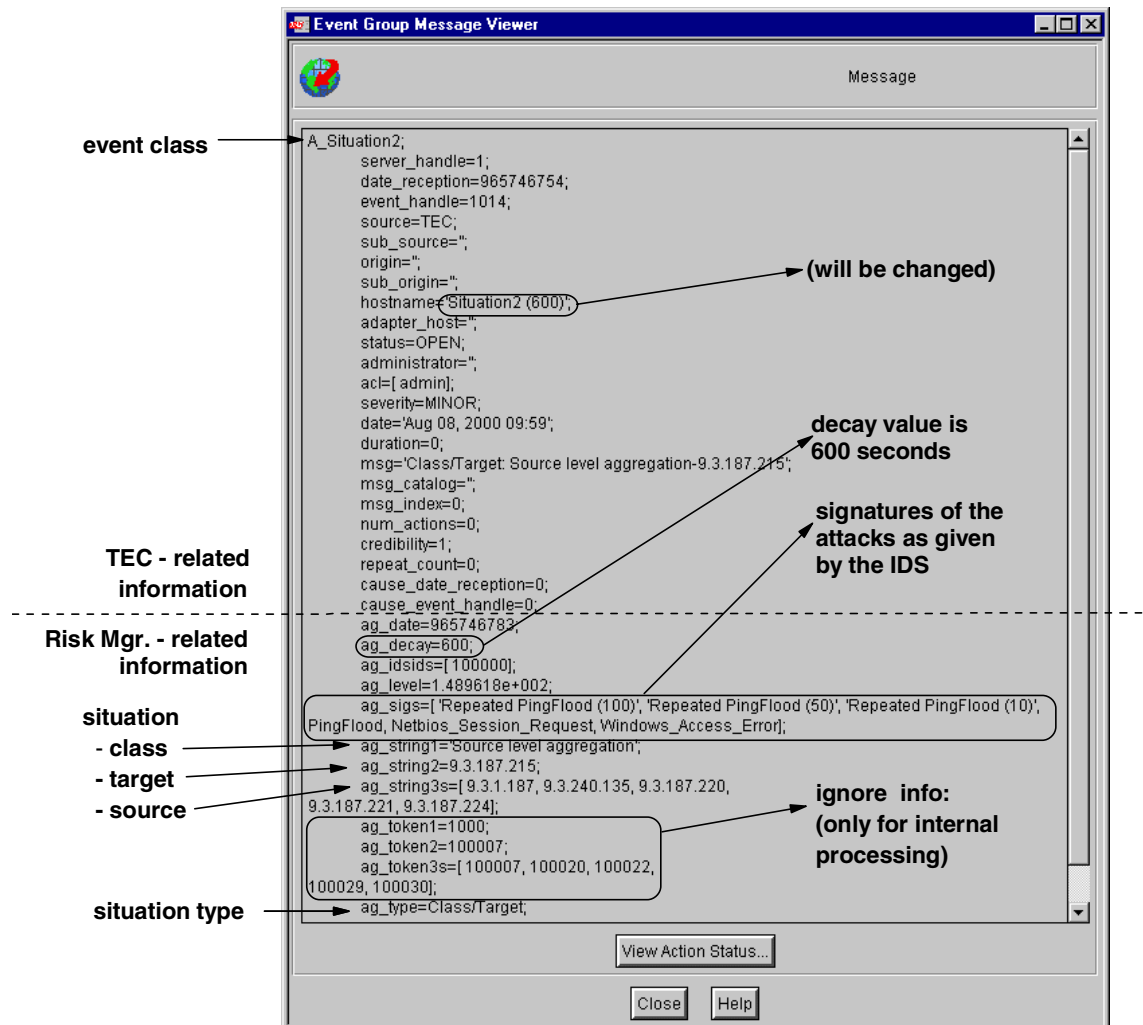 Event Group Message Viewer
Message
event class
A_Situation2;
server_handle=1;
date_reception=965746754;
event_handle=1014;
source=TEC;
sub_source='';
origin='';
sub_origin='';
(will be changed)
hostname='Situation2 (600)';
adapter_host='';
status=OPEN;
administrator='';
acl=[ admin];
severity=MINOR;
date='Aug 08, 2000 09:59';
decay value is
600 seconds
duration=0;
msg='Class/Target: Source level aggregation-9.3.187.215';
msg_catalog='';
msg_index=0;
num_actions=0;
signatures of the
attacks as given
by the IDS
credibility=1;
repeat_count=0;
cause_date_reception=0;
cause_event_handle=0;
TEC - related
information
Risk Mgr. - related
information
ag_date=965746783;
ag_decay=600;
ag_idsids=[ 100000];
ag_level=1.489618e+002;
ag_sigs=[ 'Repeated PingFlood (100)', 'Repeated PingFlood (50)', 'Repeated PingFlood (10)',
PingFlood, Netbios_Session_Request, Windows_Access_Error];
situation
- class
- target
- source
ag_string1='Source level aggregation';
ag_string2=9.3.187.215;
ag_string3s=[ 9.3.1.187, 9.3.240.135, 9.3.187.220,
9.3.187.221, 9.3.187.224];
ignore info:
(only for internal
processing)
ag_token1=1000;
ag_token2=100007;
ag_token3s=[ 100007, 100020, 100022,
100029, 100030];
situation type
ag_type=Class/Target;
View Action Status...
Close
Help